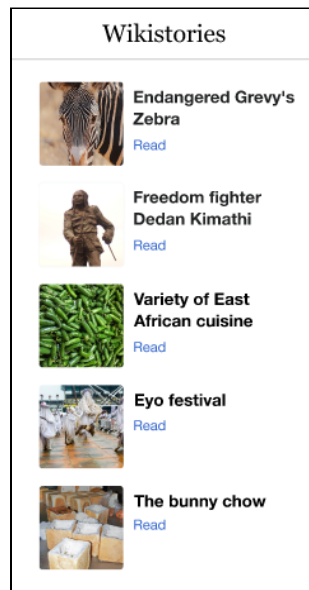 Wikistories
Endangered Grevy's
Zebra
Read
Freedom fighter
Dedan Kimathi
Read
Variety of East
African cuisine
Read
Eyo festival
Read
The bunny chow
Read